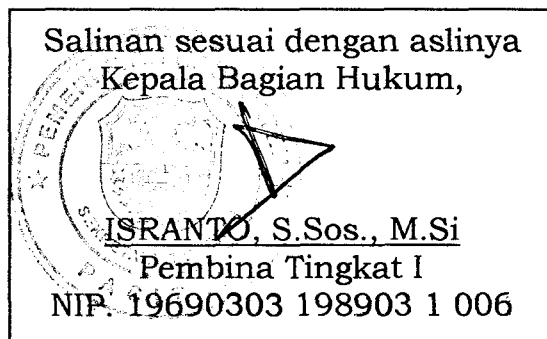 Salinan sesuai dengan aslinya
Kepala Bagian Hukum,
ISRANTO, S.Sos., M.Si
Pembina Tingkat I
NIP. 19690303 198903 1 006